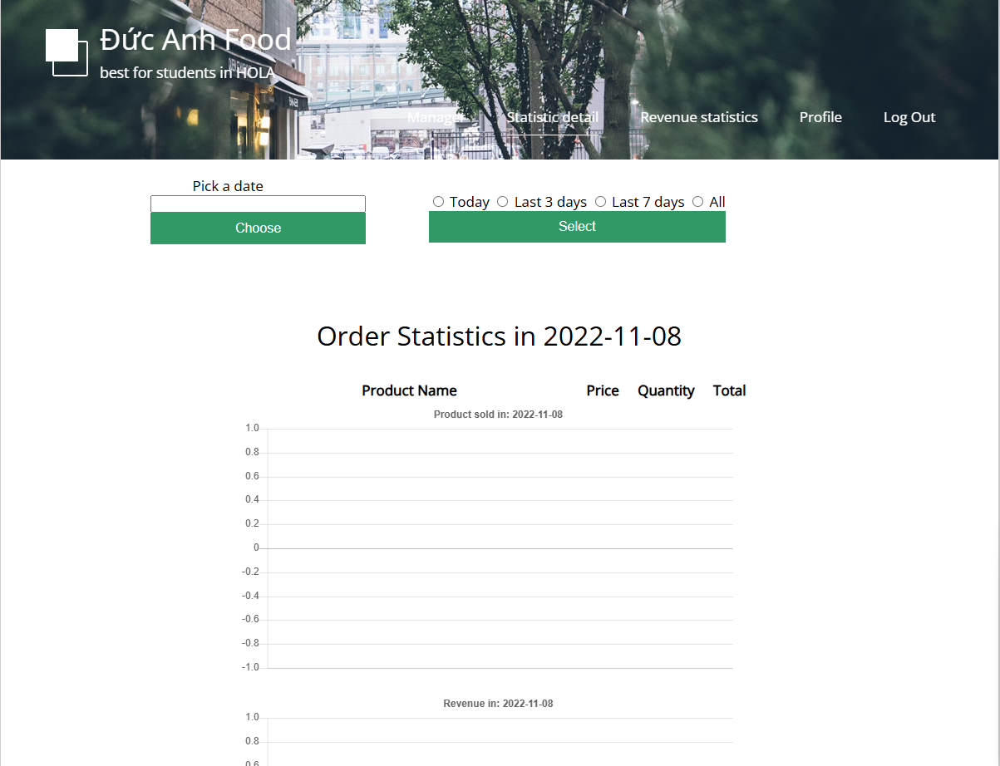 Đức Anh Food
best for students in HOLA
Manager Statistic detail Revenue statistics Profile Log Out
Pick a date
Today Last 3 days Last 7 days All
Choose
Select
Order Statistics in 2022-11-08
Product Name Price Quantity Total
Product sold in: 2022-11-08
1.0
0.8
0.6
0.4
0.2
0
-0.2
-0.4
-0.6
-0.8
-1.0
Revenue in: 2022-11-08
1.0
0.8
0.6